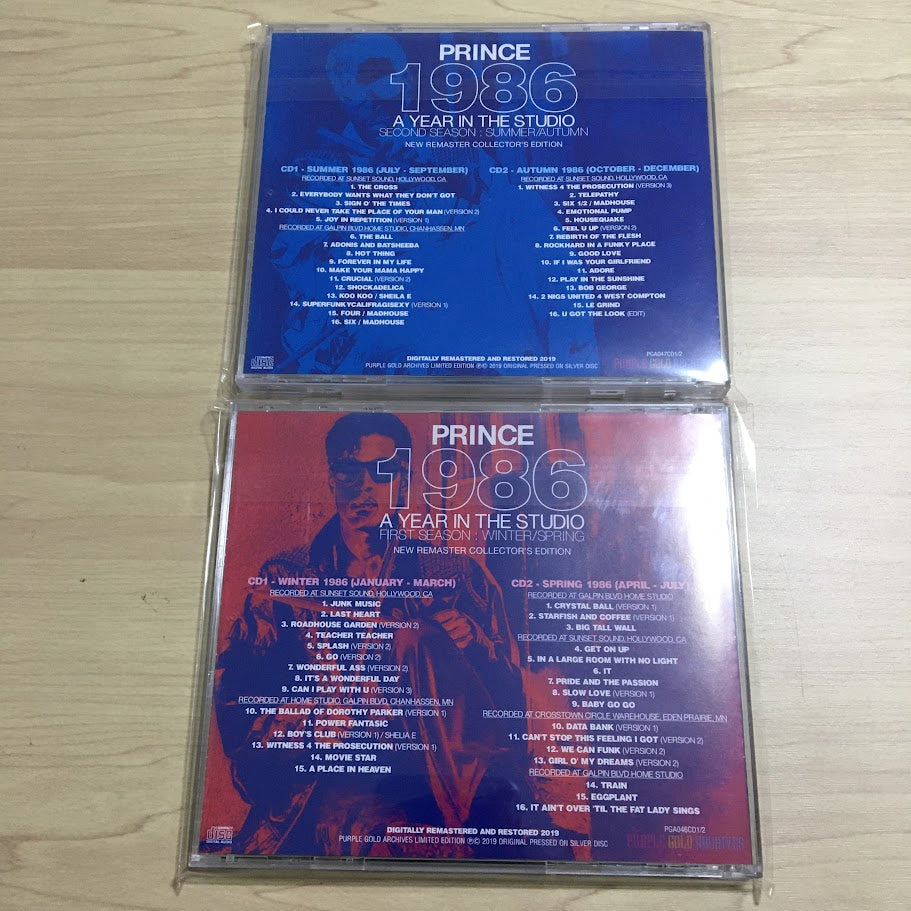 PRINCE
1986
A YEAR IN THE STUDIO
SECOND SEASON : SUMMER/AUTUMN
NEW REMASTER COLLECTOR'S EDITION
CD1 - SUMMER 1986 (JULY - SEPTEMBER)
RECORDED AT SUNSET SOUND, HOLLYWOOD, CA
1. THE CROSS
2. EVERYBODY WANTS WHAT THEY DON'T GOT
3. SIGN O' THE TIMES
4. I COULD NEVER TAKE THE PLACE OF YOUR MAN (VERSION 2)
5. JOY IN REPETITION (VERSION 1)
RECORDED AT GALPIN BLVD HOME STUDIO, CHANHASSEN, MN
6. THE BALL
7. ADONIS AND BATSHEEBA
8. HOT THING
9. FOREVER IN MY LIFE
10. MAKE YOUR MAMA HAPPY
11. CRUCIAL (VERSION 2)
12. SHOCKADELICA
13. KOO KOO / SHEILA E
14. SUPERFUNKYCALIFRAGISEXY (VERSION 1)
15. FOUR / MADHOUSE
16. SIX / MADHOUSE
CD2 - AUTUMN 1986 (OCTOBER - DECEMBER)
RECORDED AT SUNSET SOUND, HOLLYWOOD, CA
1. WITNESS 4 THE PROSECUTION (VERSION 3)
2. TELEPATHY
3. SIX 1/2 / MADHOUSE
4. EMOTIONAL PUMP
5. HOUSEQUAKE
6. FEEL U UP (VERSION 2)
7. REBIRTH OF THE FLESH
8. ROCKHARD IN A FUNKY PLACE
9. GOOD LOVE
10. IF I WAS YOUR GIRLFRIEND
11. ADORE
12. PLAY IN THE SUNSHINE
13. BOB GEORGE
14. 2 NIGS UNITED 4 WEST COMPTON
15. LE GRIND
16. U GOT THE LOOK (EDIT)
COMPACT
disc
DIGITAL AUDIO
DIGITALLY REMASTERED AND RESTORED 2019
PURPLE GOLD ARCHIVES LIMITED EDITION ℗© 2019 ORIGINAL PRESSED ON SILVER DISC
PGA047CD1/2
PURPLE GOLD ARCHIVES
PRINCE
1986
A YEAR IN THE STUDIO
FIRST SEASON : WINTER/SPRING
NEW REMASTER COLLECTOR'S EDITION
CD1 - WINTER 1986 (JANUARY - MARCH)
RECORDED AT SUNSET SOUND, HOLLYWOOD, CA
1. JUNK MUSIC
2. LAST HEART
3. ROADHOUSE GARDEN (VERSION 2)
4. TEACHER TEACHER
5. SPLASH (VERSION 2)
6. GO (VERSION 2)
7. WONDERFUL ASS (VERSION 2)
8. IT'S A WONDERFUL DAY
9. CAN I PLAY WITH U (VERSION 3)
RECORDED AT HOME STUDIO, GALPIN BLVD, CHANHASSEN, MN
10. THE BALLAD OF DOROTHY PARKER (VERSION 1)
11. POWER FANTASIC
12. BOY'S CLUB (VERSION 1) / SHELIA E
13. WITNESS 4 THE PROSECUTION (VERSION 1)
14. MOVIE STAR
15. A PLACE IN HEAVEN
CD2 - SPRING 1986 (APRIL - JULY)
RECORDED AT GALPIN BLVD HOME STUDIO
1. CRYSTAL BALL (VERSION 1)
2. STARFISH AND COFFEE (VERSION 1)
3. BIG TALL WALL
RECORDED AT SUNSET SOUND, HOLLYWOOD, CA
4. GET ON UP
5. IN A LARGE ROOM WITH NO LIGHT
6. IT
7. PRIDE AND THE PASSION
8. SLOW LOVE (VERSION 1)
9. BABY GO GO
RECORDED AT CROSSTOWN CIRCLE WAREHOUSE, EDEN PRAIRIE, MN
10. DATA BANK (VERSION 1)
11. CAN'T STOP THIS FEELING I GOT (VERSION 2)
12. WE CAN FUNK (VERSION 2)
13. GIRL O' MY DREAMS (VERSION 2)
RECORDED AT GALPIN BLVD HOME STUDIO
14. TRAIN
15. EGGPLANT
16. IT AIN'T OVER 'TIL THE FAT LADY SINGS
COMPACT
disc
DIGITAL AUDIO
DIGITALLY REMASTERED AND RESTORED 2019
PURPLE GOLD ARCHIVES LIMITED EDITION ℗© 2019 ORIGINAL PRESSED ON SILVER DISC
PGA046CD1/2
PURPLE GOLD ARCHIVES